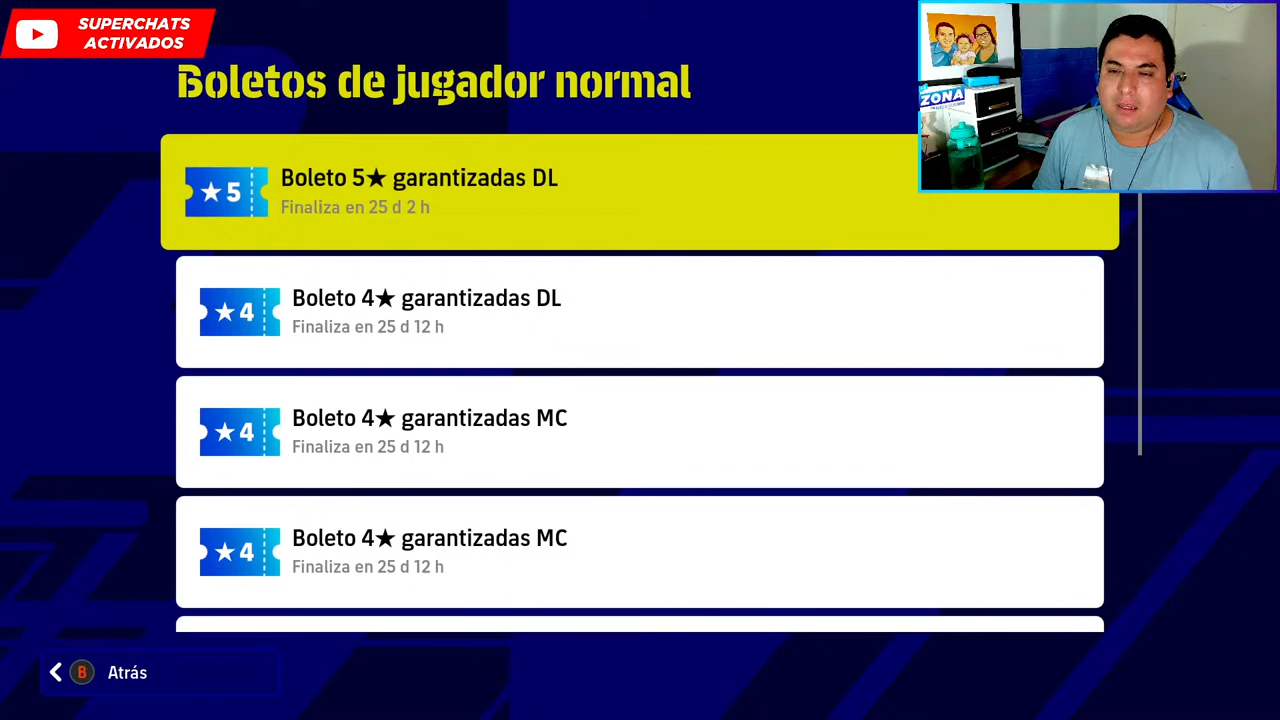 SUPERCHATS
ACTIVADOS
Boletos de jugador normal
ZONA
★5
Boleto 5★ garantizadas DL
Finaliza en 25 d 2 h
★4
Boleto 4★ garantizadas DL
Finaliza en 25 d 12 h
★4
Boleto 4★ garantizadas MC
Finaliza en 25 d 12 h
★4
Boleto 4★ garantizadas MC
Finaliza en 25 d 12 h
B Atrás